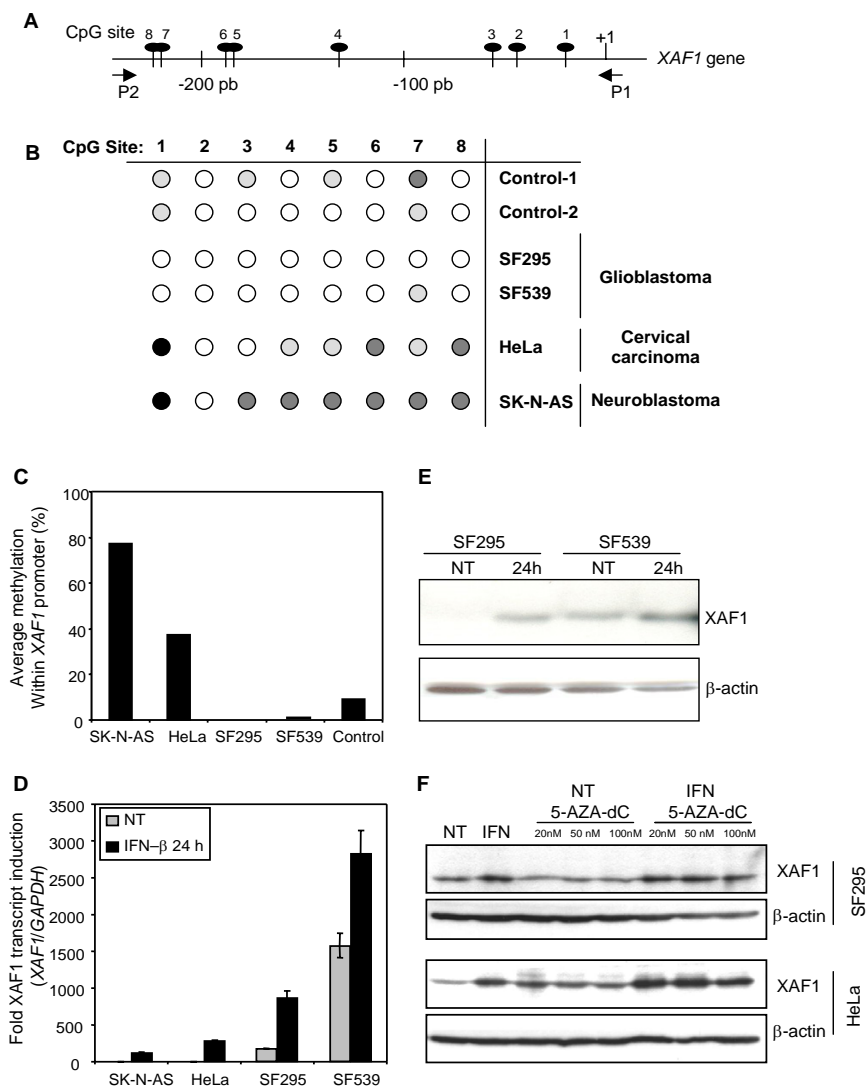 A
CpG site
8 7 6 5 4 3 2 1 +1
XAF1 gene
P2 -200 pb -100 pb P1
B
CpG Site: 1 2 3 4 5 6 7 8
Control-1
Control-2
SF295
SF539
Glioblastoma
HeLa
Cervical
carcinoma
SK-N-AS
Neuroblastoma
C
Average methylation
Within XAF1 promoter (%)
100
80
60
40
20
0
SK-N-AS HeLa SF295 SF539 Control
E
SF295 SF539
NT 24h NT 24h
XAF1
β-actin
D
Fold XAF1 transcript induction
(XAF1/GAPDH)
3500
3000
2500
2000
1500
1000
500
0
NT
IFN–β 24 h
SK-N-AS HeLa SF295 SF539
F
NT IFN
NT
5-AZA-dC
IFN
5-AZA-dC
20nM 50 nM 100nM 20nM 50 nM 100nM
XAF1
β-actin
SF295
XAF1
β-actin
HeLa